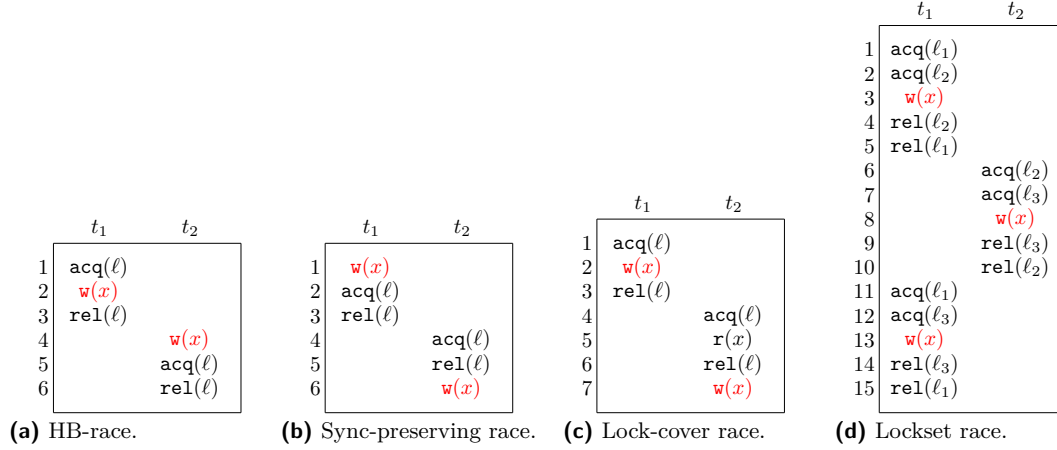 t₁ t₂
1 acq(ℓ)
2 w(x)
3 rel(ℓ)
4 w(x)
5 acq(ℓ)
6 rel(ℓ)
(a) HB-race.
t₁ t₂
1 w(x)
2 acq(ℓ)
3 rel(ℓ)
4 acq(ℓ)
5 rel(ℓ)
6 w(x)
(b) Sync-preserving race.
t₁ t₂
1 acq(ℓ)
2 w(x)
3 rel(ℓ)
4 acq(ℓ)
5 r(x)
6 rel(ℓ)
7 w(x)
(c) Lock-cover race.
t₁ t₂
1 acq(ℓ₁)
2 acq(ℓ₂)
3 w(x)
4 rel(ℓ₂)
5 rel(ℓ₁)
6 acq(ℓ₂)
7 acq(ℓ₃)
8 w(x)
9 rel(ℓ₃)
10 rel(ℓ₂)
11 acq(ℓ₁)
12 acq(ℓ₃)
13 w(x)
14 rel(ℓ₃)
15 rel(ℓ₁)
(d) Lockset race.